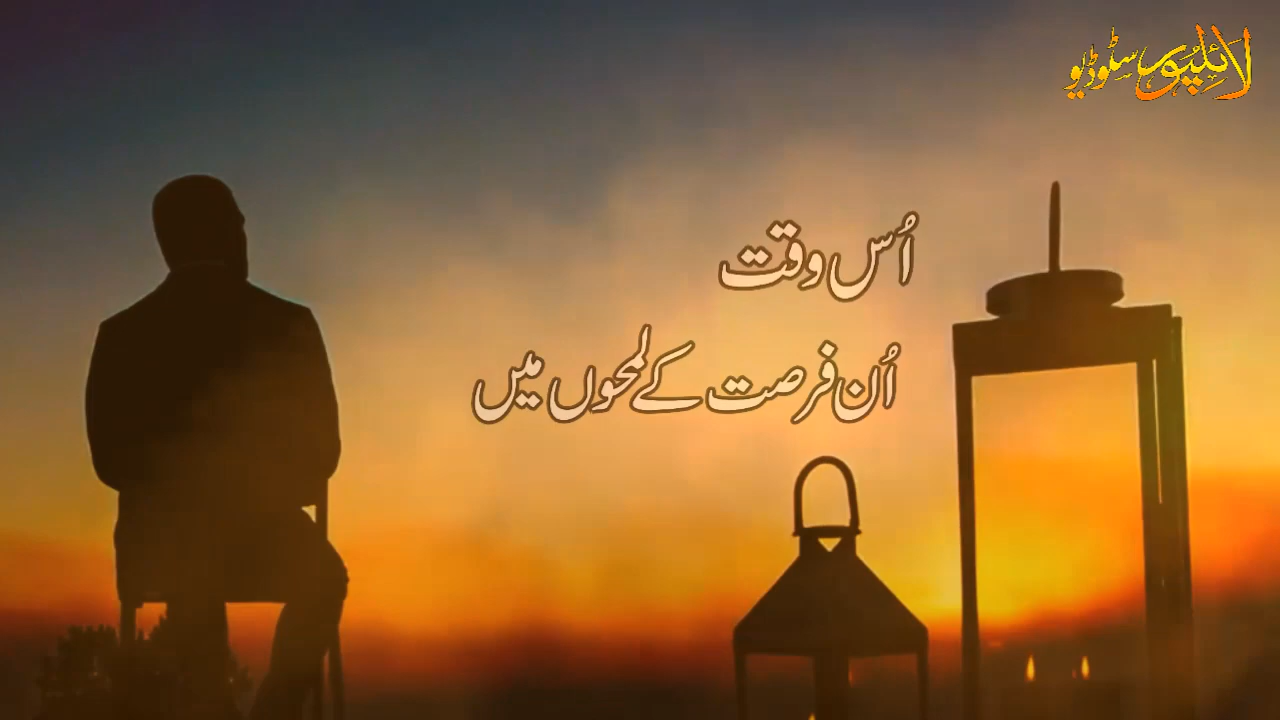 لائلپور سٹوڈیو
اُس وقت
اُن فرصت کے لمحوں میں